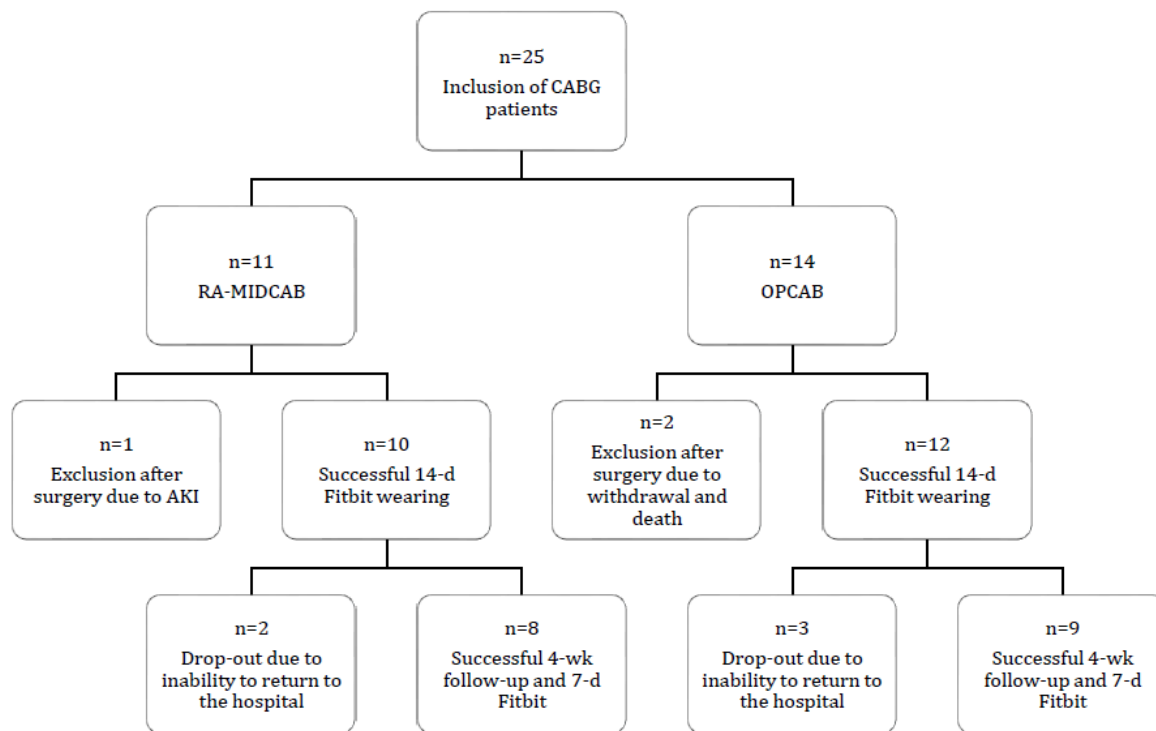 n=25
Inclusion of CABG
patients
n=11
RA-MIDCAB
n=14
OPCAB
n=1
Exclusion after
surgery due to AKI
n=10
Successful 14-d
Fitbit wearing
n=2
Exclusion after
surgery due to
withdrawal and
death
n=12
Successful 14-d
Fitbit wearing
n=2
Drop-out due to
inability to return to
the hospital
n=8
Successful 4-wk
follow-up and 7-d
Fitbit
n=3
Drop-out due to
inability to return to
the hospital
n=9
Successful 4-wk
follow-up and 7-d
Fitbit